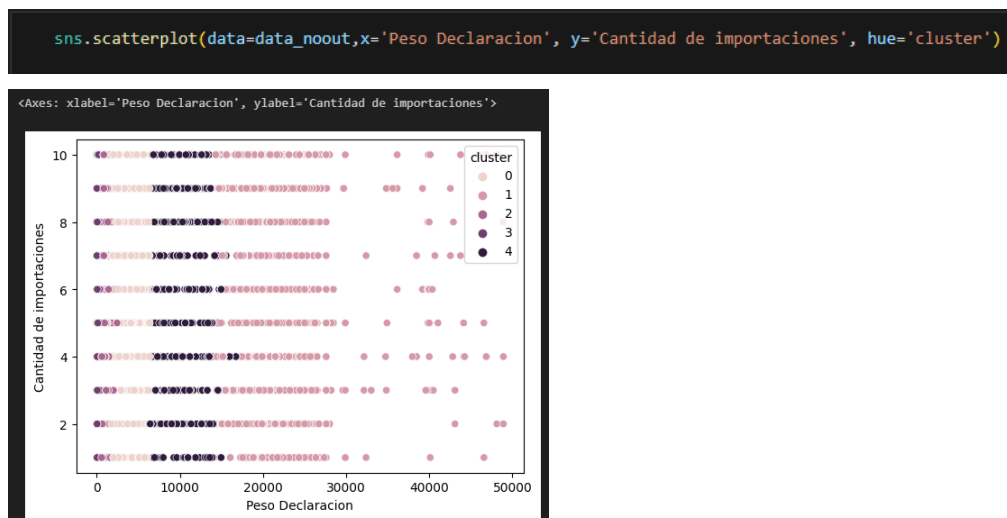 sns.scatterplot(data=data_noout,x='Peso Declaracion', y='Cantidad de importaciones', hue='cluster')
<Axes: xlabel='Peso Declaracion', ylabel='Cantidad de importaciones'>
cluster
0
1
2
3
4
10
8
6
4
2
Cantidad de importaciones
0 10000 20000 30000 40000 50000
Peso Declaracion